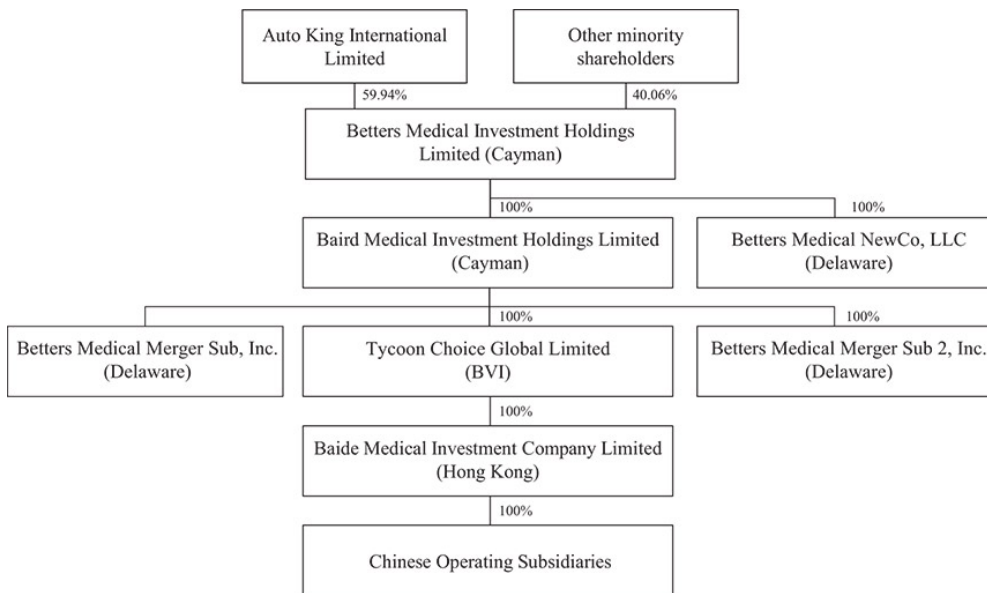 Auto King International
Limited
Other minority
shareholders
59.94%
40.06%
Betters Medical Investment Holdings
Limited (Cayman)
100%
100%
Baird Medical Investment Holdings Limited
(Cayman)
Betters Medical NewCo, LLC
(Delaware)
100%
100%
Betters Medical Merger Sub, Inc.
(Delaware)
Tycoon Choice Global Limited
(BVI)
Betters Medical Merger Sub 2, Inc.
(Delaware)
100%
Baide Medical Investment Company Limited
(Hong Kong)
100%
Chinese Operating Subsidiaries